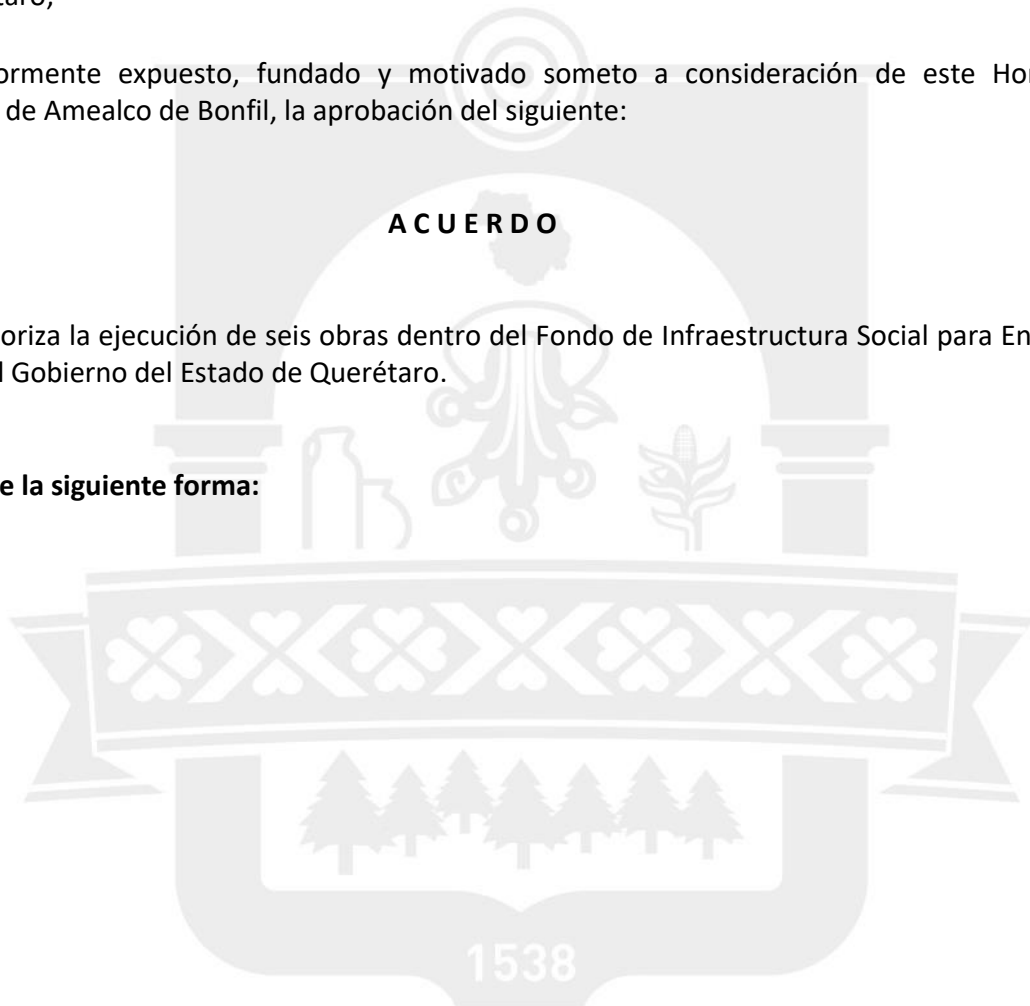 ormente expuesto, fundado y motivado someto a consideración de este Hon
de Amealco de Bonfil, la aprobación del siguiente:
A C U E R D O
oriza la ejecución de seis obras dentro del Fondo de Infraestructura Social para En
l Gobierno del Estado de Querétaro.
e la siguiente forma:
1538